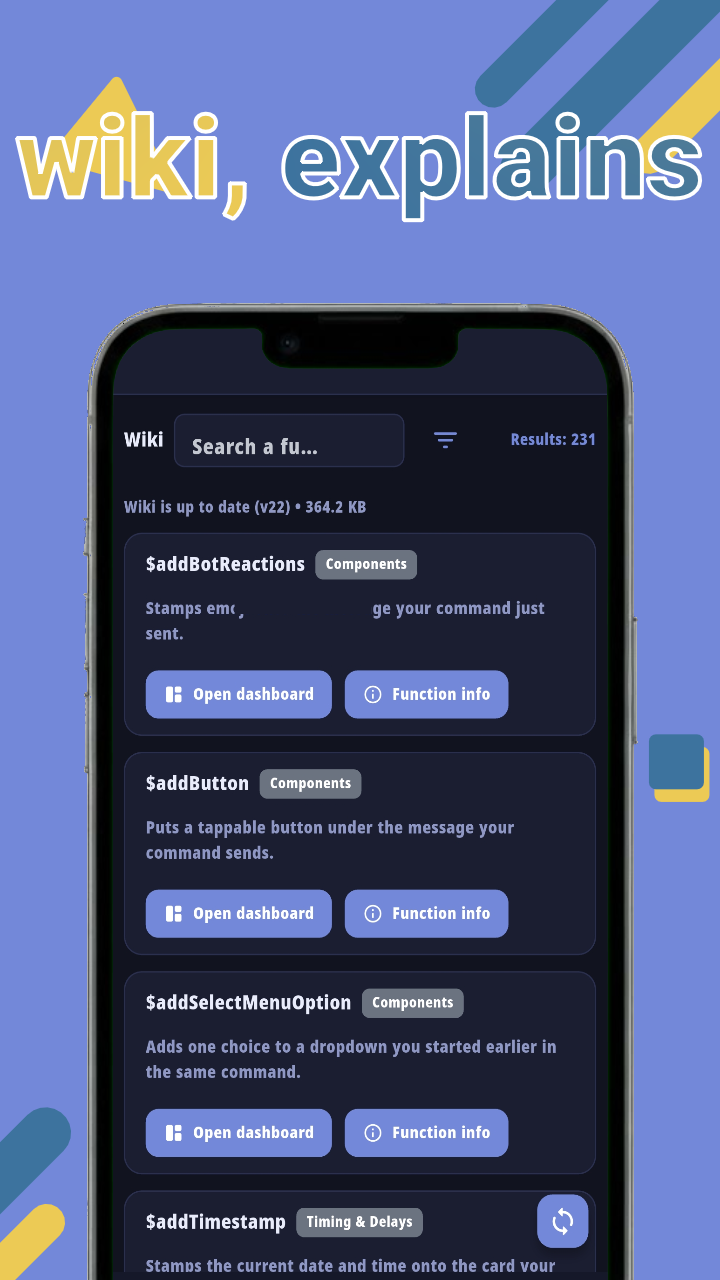 wiki, explains
Wiki Search a fu... Results: 231
Wiki is up to date (v22) • 364.2 KB
$addBotReactions Components
Stamps your command just
sent.
Open dashboard Function info
$addButton Components
Puts a tappable button under the message your
command sends.
Open dashboard Function info
$addSelectMenuOption Components
Adds one choice to a dropdown you started earlier in
the same command.
Open dashboard Function info
$addTimestamp Timing & Delays
Stamps the current date and time onto the card your